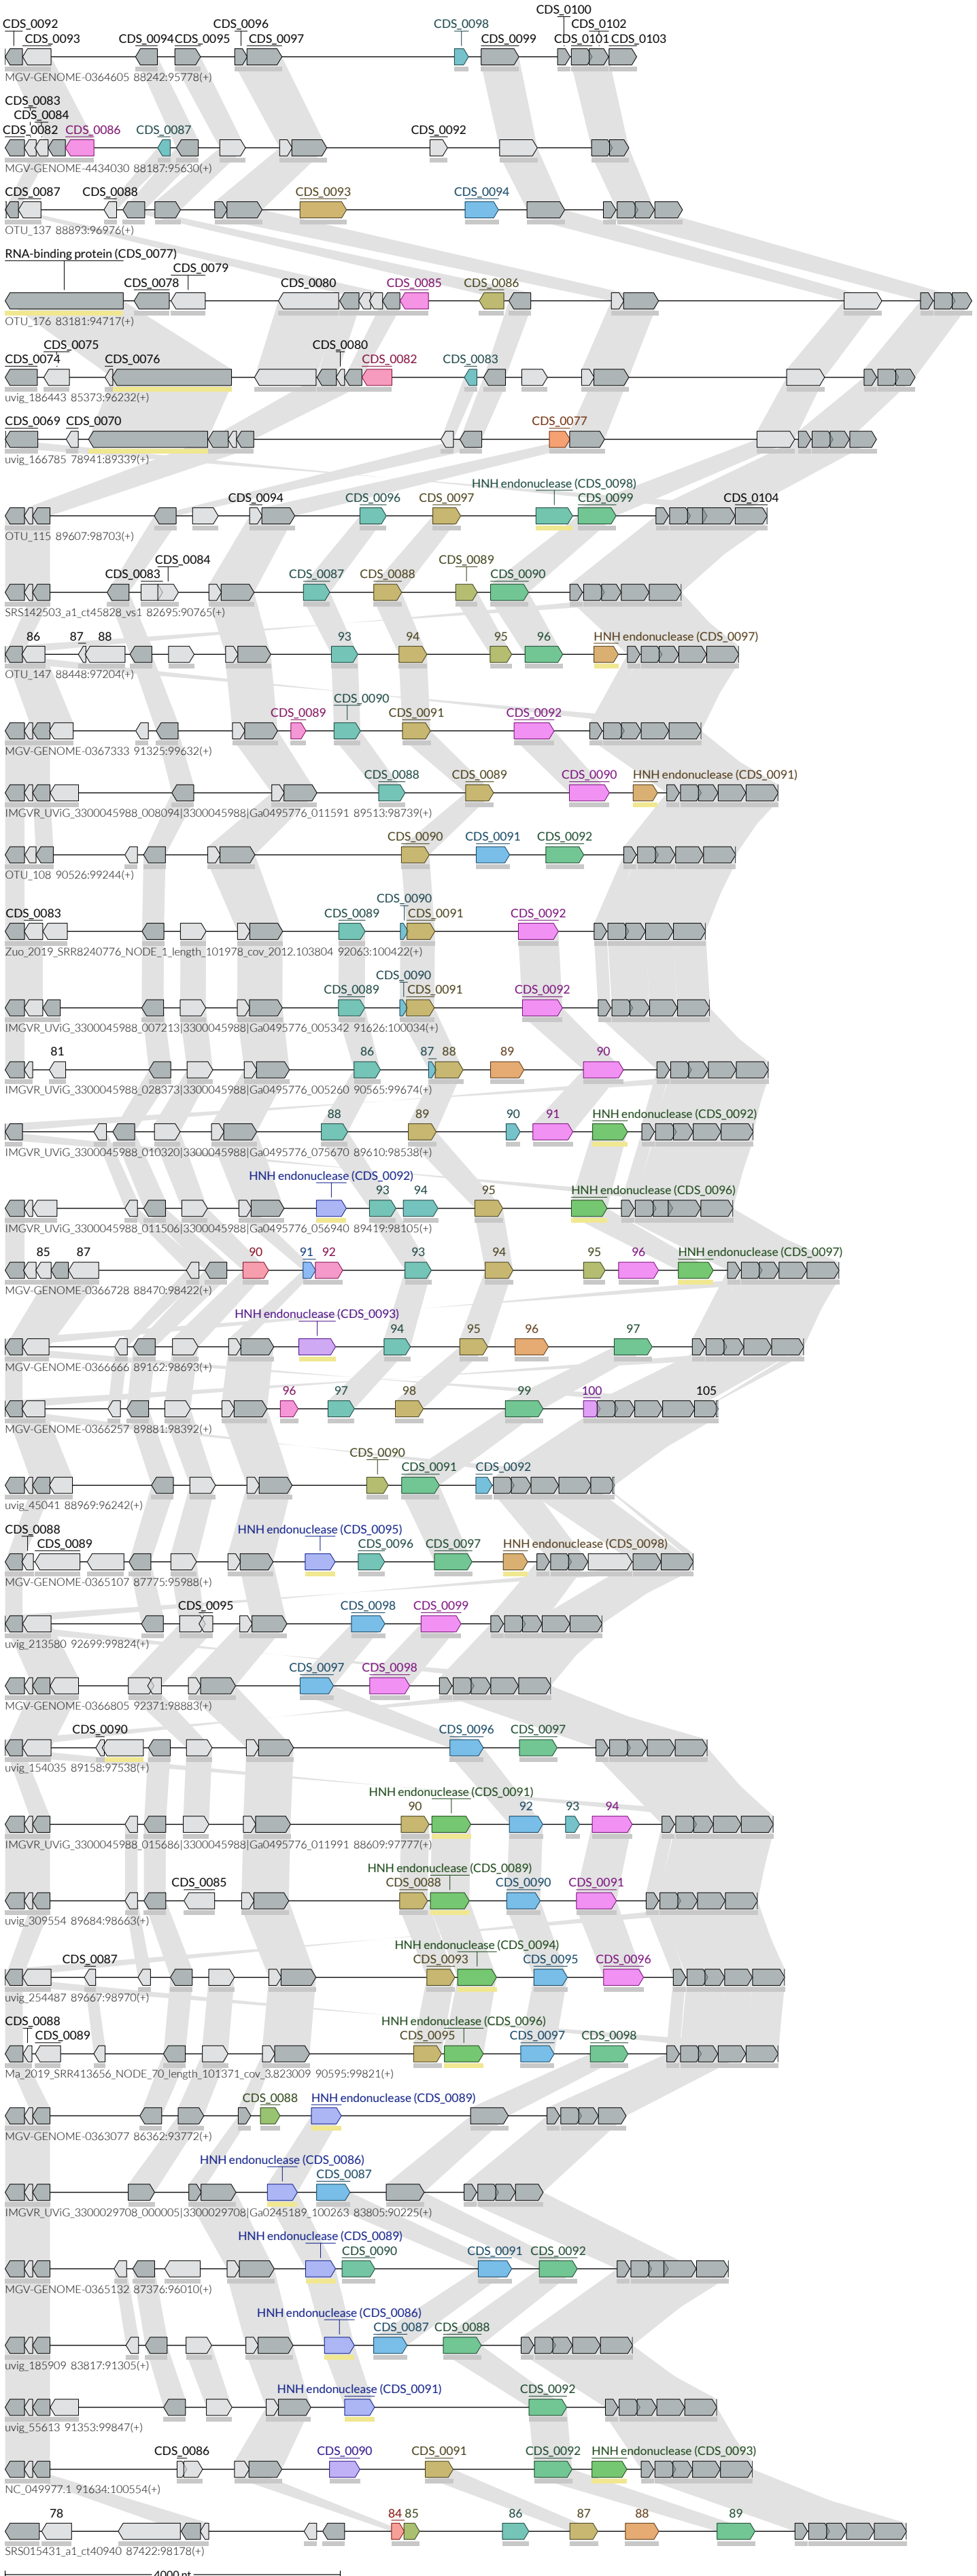 CDS_0100
CDS_0092 CDS_0096 CDS_0098 CDS_0102
CDS_0093 CDS_0094 CDS_0095 CDS_0097 CDS_0099 CDS_0101 CDS_0103
MGV-GENOME-0364605 88242:95778(+)
CDS_0083
CDS_0084
CDS_0082 CDS_0086 CDS_0087 CDS_0092
MGV-GENOME-4434030 88187:95630(+)
CDS_0087 CDS_0088 CDS_0093 CDS_0094
OTU_137 88893:96976(+)
RNA-binding protein (CDS_0077)
CDS_0079
CDS_0078 CDS_0080 CDS_0085 CDS_0086
OTU_176 83181:94717(+)
CDS_0075 CDS_0080
CDS_0074 CDS_0076 CDS_0082 CDS_0083
uvig_186443 85373:96232(+)
CDS_0069 CDS_0070 CDS_0077
uvig_166785 78941:89339(+)
HNH endonuclease (CDS_0098)
CDS_0094 CDS_0096 CDS_0097 CDS_0099 CDS_0104
OTU_115 89607:98703(+)
CDS_0084 CDS_0089
CDS_0083 CDS_0087 CDS_0088 CDS_0090
SRS142503_a1_ct45828_vs1 82695:90765(+)
86 87 88 93 94 95 96 HNH endonuclease (CDS_0097)
OTU_147 88448:97204(+)
CDS_0090
CDS_0089 CDS_0091 CDS_0092
MGV-GENOME-0367333 91325:99632(+)
CDS_0088 CDS_0089 CDS_0090 HNH endonuclease (CDS_0091)
IMGVR_UViG_3300045988_008094|3300045988|Ga0495776_011591 89513:98739(+)
CDS_0090 CDS_0091 CDS_0092
OTU_108 90526:99244(+)
CDS_0090
CDS_0083 CDS_0089 CDS_0091 CDS_0092
Zuo_2019_SRR8240776_NODE_1_length_101978_cov_2012.103804 92063:100422(+)
CDS_0090
CDS_0089 CDS_0091 CDS_0092
IMGVR_UViG_3300045988_007213|3300045988|Ga0495776_005342 91626:100034(+)
81 86 87 88 89 90
IMGVR_UViG_3300045988_028373|3300045988|Ga0495776_005260 90565:99674(+)
88 89 90 91 HNH endonuclease (CDS_0092)
IMGVR_UViG_3300045988_010320|3300045988|Ga0495776_075670 89610:98538(+)
HNH endonuclease (CDS_0092)
93 94 95 HNH endonuclease (CDS_0096)
IMGVR_UViG_3300045988_011506|3300045988|Ga0495776_056940 89419:98105(+)
85 87 90 91 92 93 94 95 96 HNH endonuclease (CDS_0097)
MGV-GENOME-0366728 88470:98422(+)
HNH endonuclease (CDS_0093)
94 95 96 97
MGV-GENOME-0366666 89162:98693(+)
96 97 98 99 100 105
MGV-GENOME-0366257 89881:98392(+)
CDS_0090
CDS_0091 CDS_0092
uvig_45041 88969:96242(+)
CDS_0088 HNH endonuclease (CDS_0095)
CDS_0089 CDS_0096 CDS_0097 HNH endonuclease (CDS_0098)
MGV-GENOME-0365107 87775:95988(+)
CDS_0095 CDS_0098 CDS_0099
uvig_213580 92699:99824(+)
CDS_0097 CDS_0098
MGV-GENOME-0366805 92371:98883(+)
CDS_0090 CDS_0096 CDS_0097
uvig_154035 89158:97538(+)
HNH endonuclease (CDS_0091)
90 92 93 94
IMGVR_UViG_3300045988_015686|3300045988|Ga0495776_011991 88609:97777(+)
HNH endonuclease (CDS_0089)
CDS_0085 CDS_0088 CDS_0090 CDS_0091
uvig_309554 89684:98663(+)
HNH endonuclease (CDS_0094)
CDS_0087 CDS_0093 CDS_0095 CDS_0096
uvig_254487 89667:98970(+)
CDS_0088 HNH endonuclease (CDS_0096)
CDS_0089 CDS_0095 CDS_0097 CDS_0098
Ma_2019_SRR413656_NODE_70_length_101371_cov_3.823009 90595:99821(+)
CDS_0088 HNH endonuclease (CDS_0089)
MGV-GENOME-0363077 86362:93772(+)
HNH endonuclease (CDS_0086)
CDS_0087
IMGVR_UViG_3300029708_000005|3300029708|Ga0245189_100263 83805:90225(+)
HNH endonuclease (CDS_0089)
CDS_0090 CDS_0091 CDS_0092
MGV-GENOME-0365132 87376:96010(+)
HNH endonuclease (CDS_0086)
CDS_0087 CDS_0088
uvig_185909 83817:91305(+)
HNH endonuclease (CDS_0091) CDS_0092
uvig_55613 91353:99847(+)
CDS_0086 CDS_0090 CDS_0091 CDS_0092 HNH endonuclease (CDS_0093)
NC_049977.1 91634:100554(+)
78 84 85 86 87 88 89
SRS015431_a1_ct40940 87422:98178(+)
4000 nt